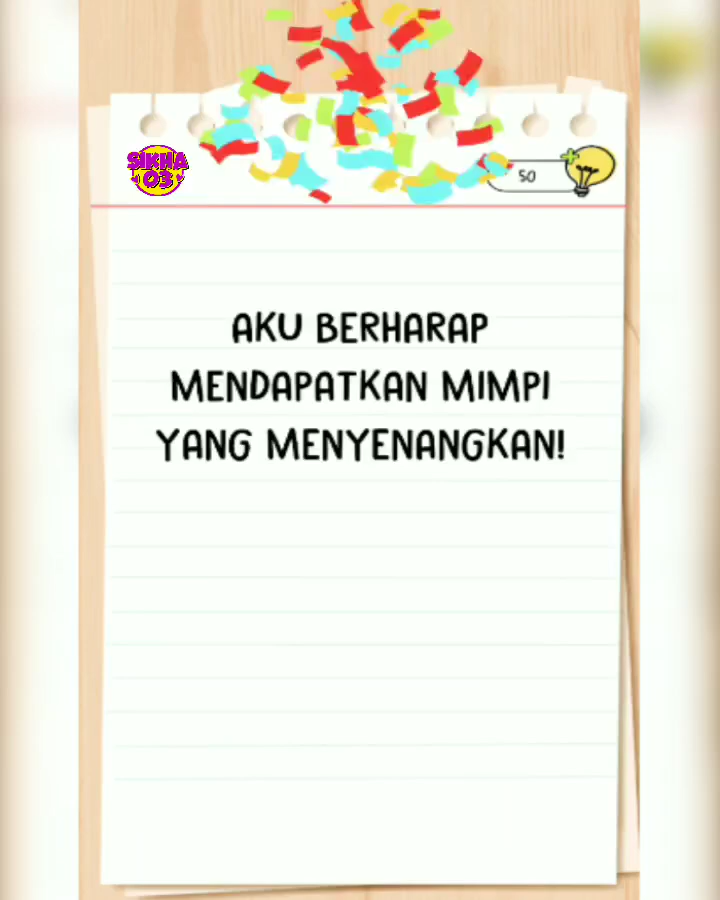 SIKHA
03
50
AKU BERHARAP
MENDAPATKAN MIMPI
YANG MENYENANGKAN!